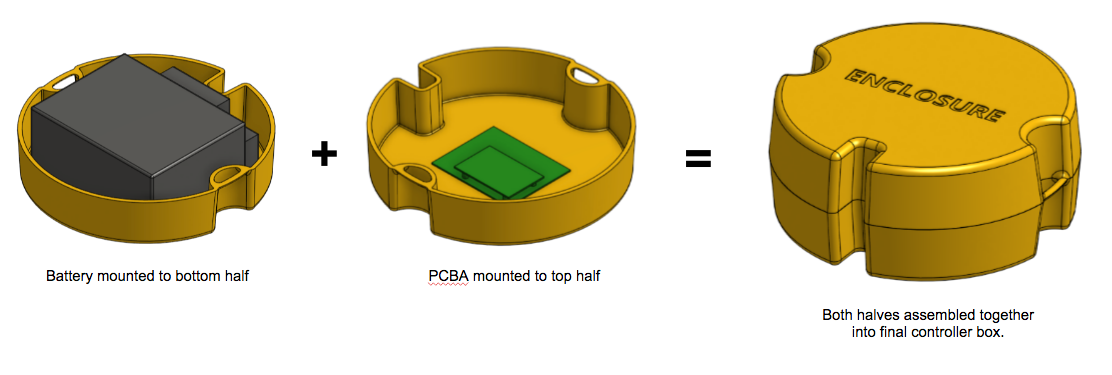 ENCLOSURE
+
=
Battery mounted to bottom half
PCBA mounted to top half
Both halves assembled together
into final controller box.